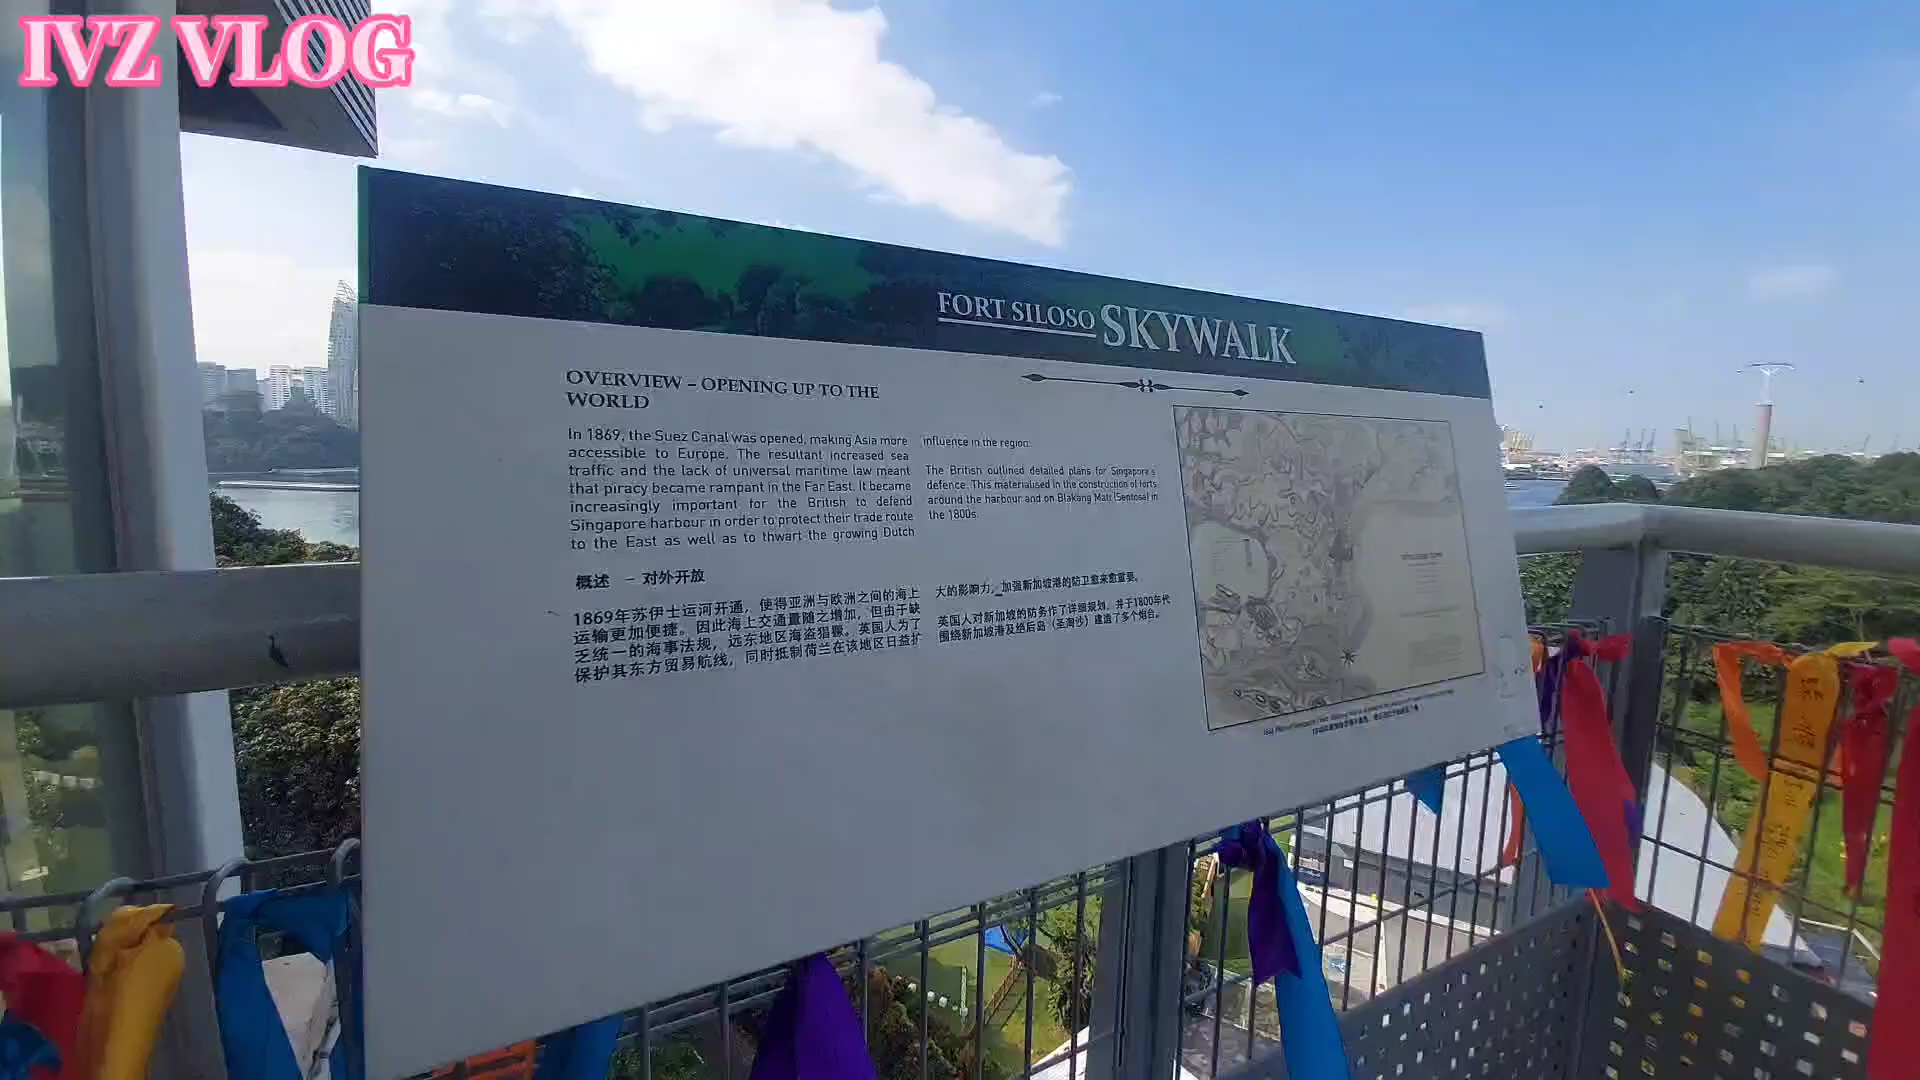 IVZ VLOG
FORT SILOSO SKYWALK
OVERVIEW – OPENING UP TO THE
WORLD
In 1869, the Suez Canal was opened, making Asia more
accessible to Europe. The resultant increased sea
traffic and the lack of universal maritime law meant
that piracy became rampant in the Far East. It became
increasingly important for the British to defend
Singapore harbour in order to protect their trade route
to the East as well as to thwart the growing Dutch
influence in the region.
The British outlined detailed plans for Singapore's
defence. This materialised in the construction of forts
around the harbour and on Blakang Mati (Sentosa) in
the 1800s.
概述 – 对外开放
1869年苏伊士运河开通，使得亚洲与欧洲之间的海上
运输更加便捷。因此海上交通量随之增加，但由于缺
乏统一的海事法规，远东地区海盗猖獗。英国人为了
保护其东方贸易航线，同时抵制荷兰在该地区日益扩
大的影响力，加强新加坡港的防卫愈来愈重要。
英国人对新加坡的防务作了详细规划，并于1800年代
围绕新加坡港及绝后岛（圣淘沙）建造了多个炮台。